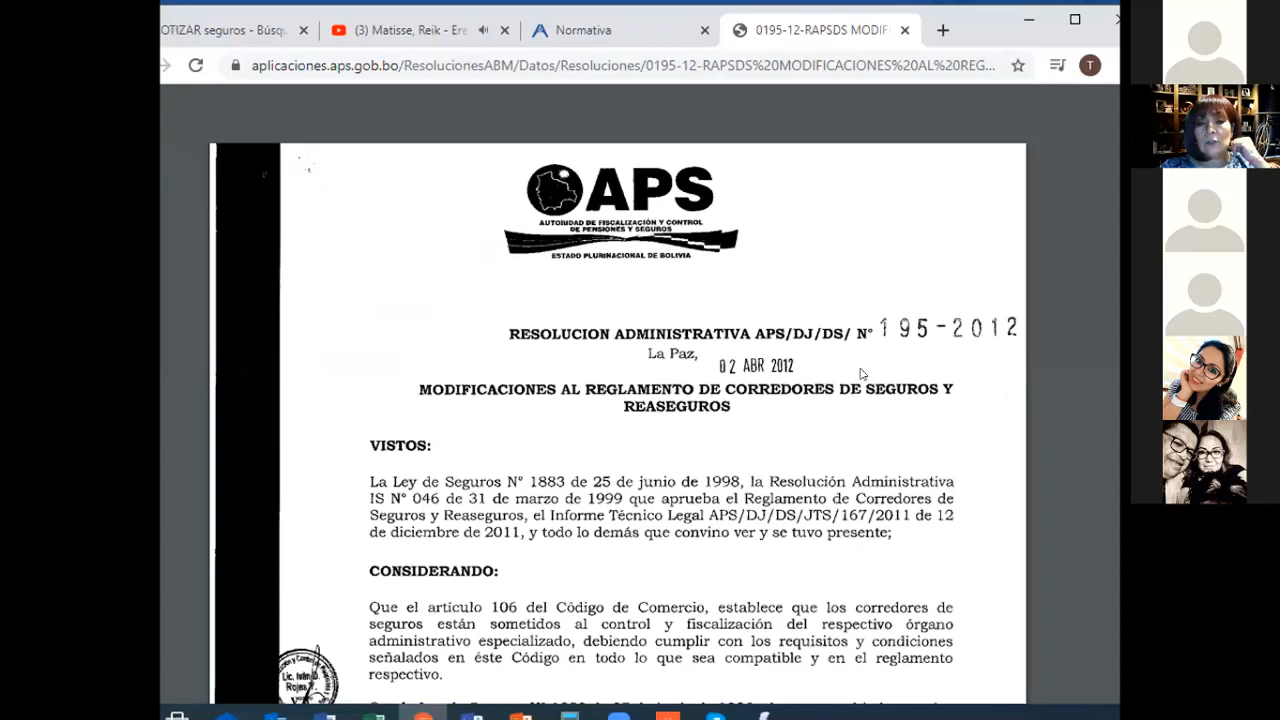 OTIZAR seguros - Búsqu
(3) Matisse, Reik - Ere
Normativa
0195-12-RAPSDS MODIFI
aplicaciones.aps.gob.bo/ResolucionesABM/Datos/Resoluciones/0195-12-RAPSDS%20MODIFICACIONES%20AL%20REG...
T
APS
AUTORIDAD DE FISCALIZACIÓN Y CONTROL
DE PENSIONES Y SEGUROS
ESTADO PLURINACIONAL DE BOLIVIA
RESOLUCION ADMINISTRATIVA APS/DJ/DS/ N° 195-2012
La Paz,
02 ABR 2012
MODIFICACIONES AL REGLAMENTO DE CORREDORES DE SEGUROS Y
REASEGUROS
VISTOS:
La Ley de Seguros N° 1883 de 25 de junio de 1998, la Resolución Administrativa
IS N° 046 de 31 de marzo de 1999 que aprueba el Reglamento de Corredores de
Seguros y Reaseguros, el Informe Técnico Legal APS/DJ/DS/JTS/167/2011 de 12
de diciembre de 2011, y todo lo demás que convino ver y se tuvo presente;
CONSIDERANDO:
Que el artículo 106 del Código de Comercio, establece que los corredores de
seguros están sometidos al control y fiscalización del respectivo órgano
administrativo especializado, debiendo cumplir con los requisitos y condiciones
señalados en éste Código en todo lo que sea compatible y en el reglamento
respectivo.
Lic. Iván
Rojas